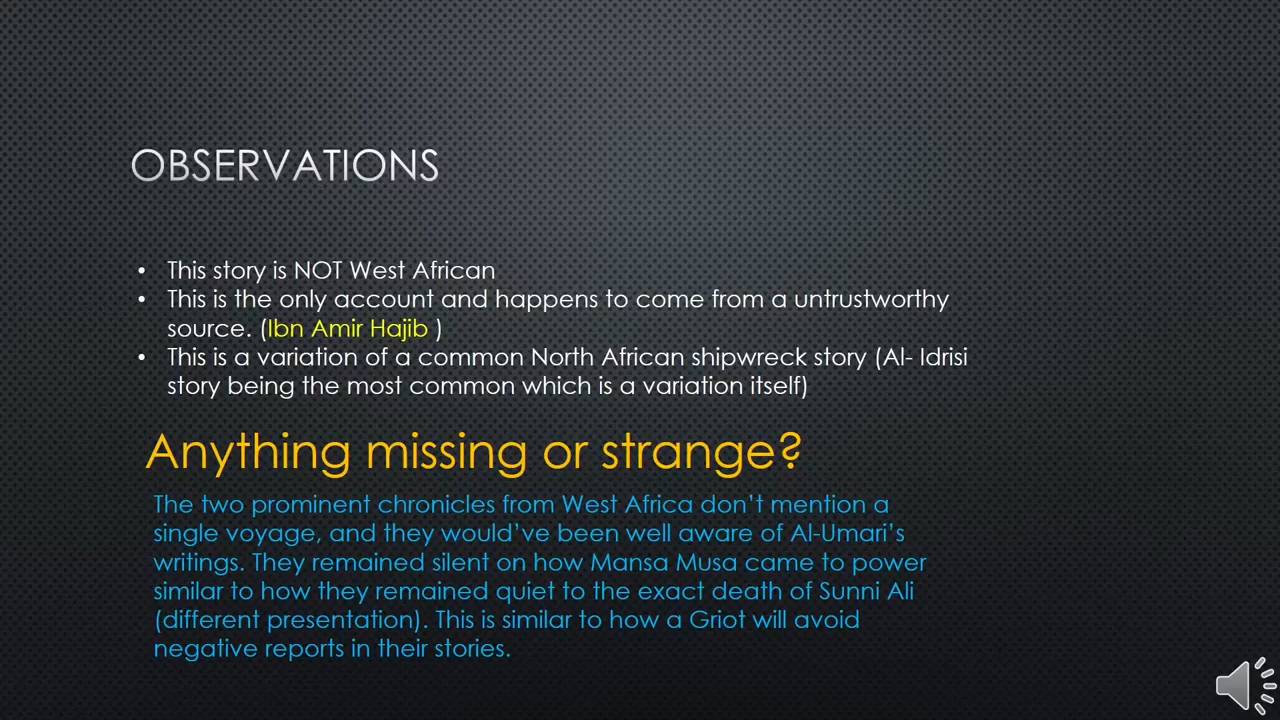 OBSERVATIONS
• This story is NOT West African
• This is the only account and happens to come from a untrustworthy
source. (Ibn Amir Hajib )
• This is a variation of a common North African shipwreck story (Al- Idrisi
story being the most common which is a variation itself)
Anything missing or strange?
The two prominent chronicles from West Africa don’t mention a
single voyage, and they would’ve been well aware of Al-Umari’s
writings. They remained silent on how Mansa Musa came to power
similar to how they remained quiet to the exact death of Sunni Ali
(different presentation). This is similar to how a Griot will avoid
negative reports in their stories.